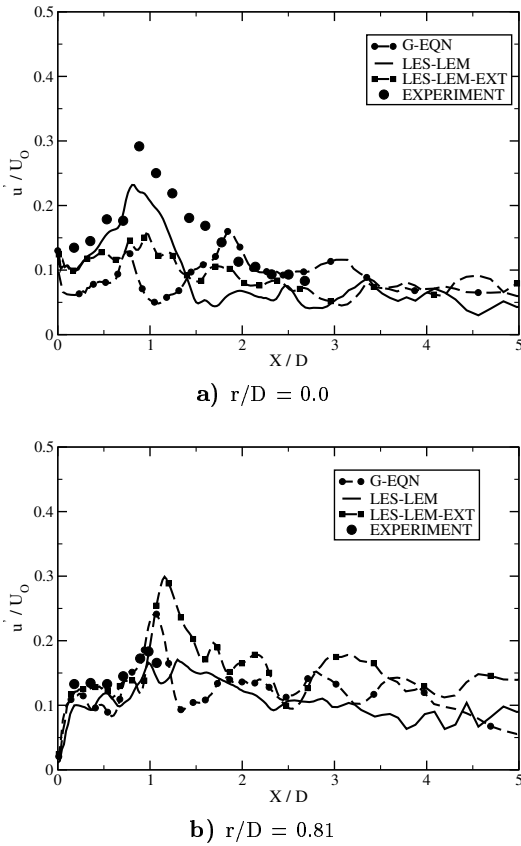 0.5
0.4
0.3
0.2
0.1
0
u' / U_O
G-EQN
LES-LEM
LES-LEM-EXT
EXPERIMENT
0 1 2 3 4 5
X / D
a) r/D = 0.0
0.5
0.4
0.3
0.2
0.1
0
u' / U_O
G-EQN
LES-LEM
LES-LEM-EXT
EXPERIMENT
0 1 2 3 4 5
X / D
b) r/D = 0.81